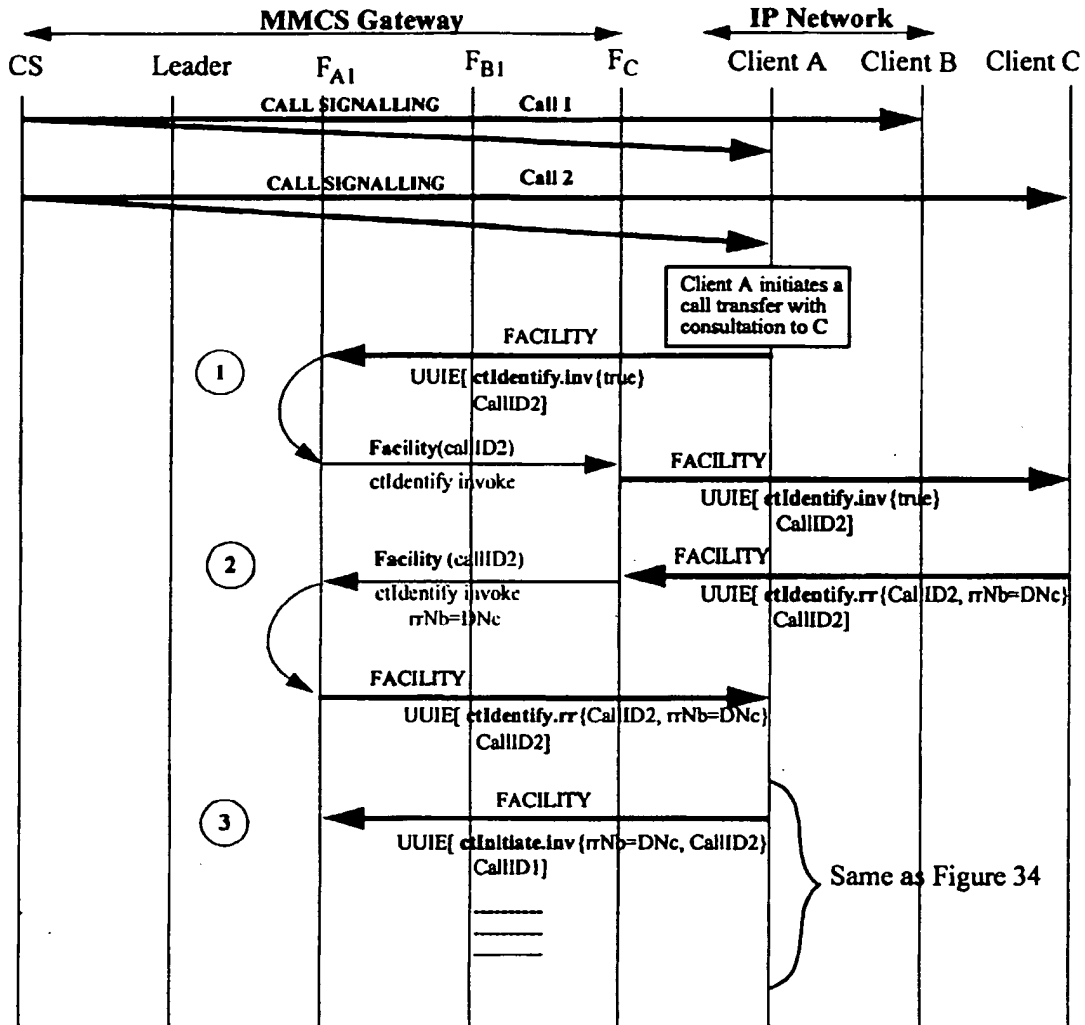 MMCS Gateway
IP Network
CS Leader FA1 FB1 FC Client A Client B Client C
CALL SIGNALLING Call 1
CALL SIGNALLING Call 2
Client A initiates a
call transfer with
consultation to C
FACILITY
1
UUIE[ ctIdentify.inv{true}
CallID2]
Facility(callID2)
ctIdentify invoke
FACILITY
UUIE[ ctIdentify.inv{true}
CallID2]
2
Facility (callID2)
ctIdentify invoke
rrNb=DNc
FACILITY
UUIE[ ctIdentify.rr{CallID2, rrNb=DNc}
CallID2]
FACILITY
UUIE[ ctIdentify.rr{CallID2, rrNb=DNc}
CallID2]
3
FACILITY
UUIE[ ctInitiate.inv{rrNb=DNc, CallID2}
CallID1]
Same as Figure 34